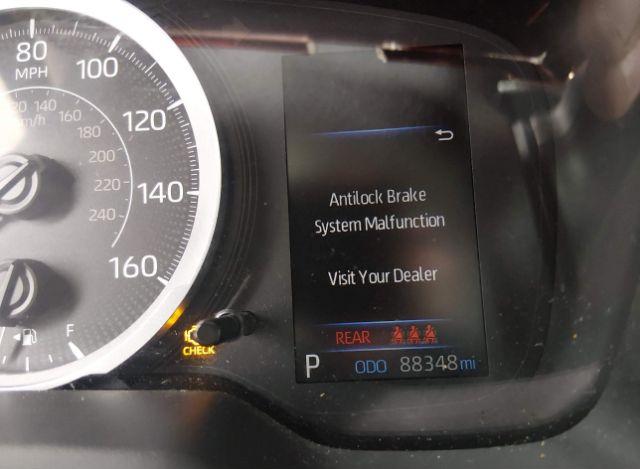 80
MPH
100
120
140
160
120 140
km/h
160
180
200
220
240
F
CHECK
Antilock Brake
System Malfunction
Visit Your Dealer
REAR
P ODO 88348 mi